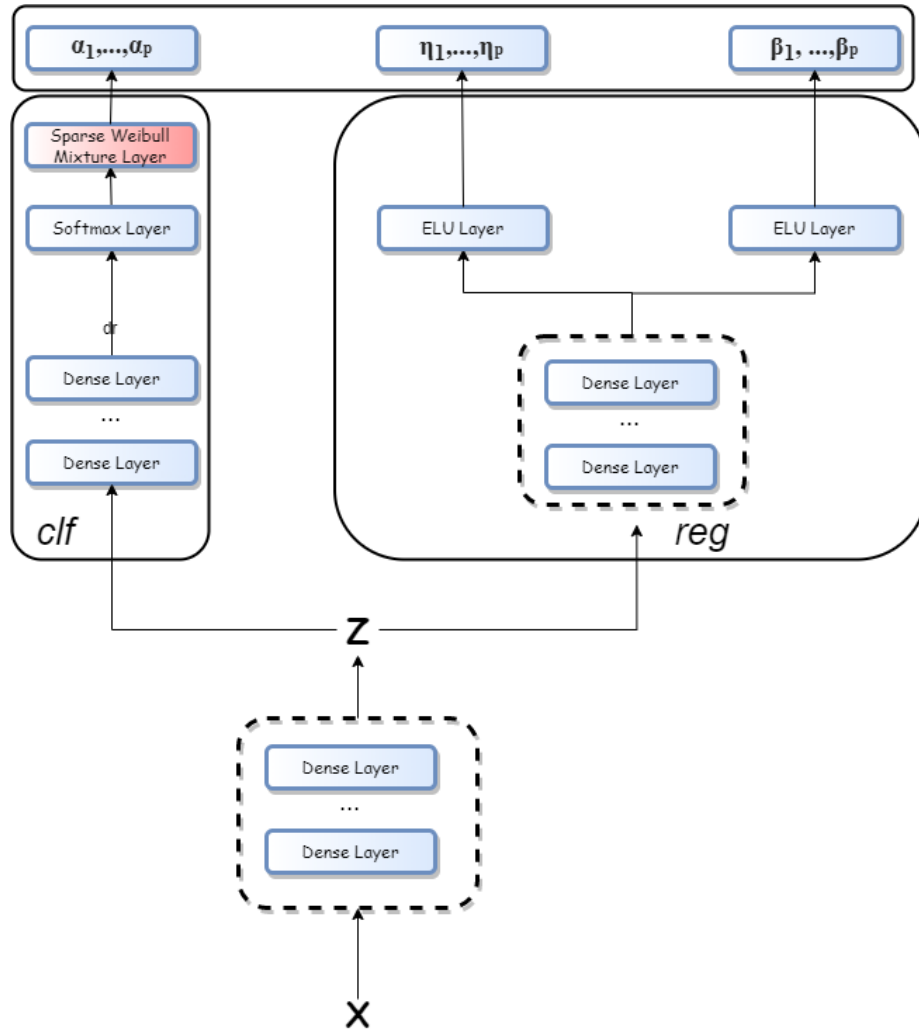 α1,...,αp
η1,...,ηp
β1, ...,βp
Sparse Weibull
Mixture Layer
Softmax Layer
dr
Dense Layer
...
Dense Layer
clf
ELU Layer
ELU Layer
Dense Layer
...
Dense Layer
reg
z
Dense Layer
...
Dense Layer
x